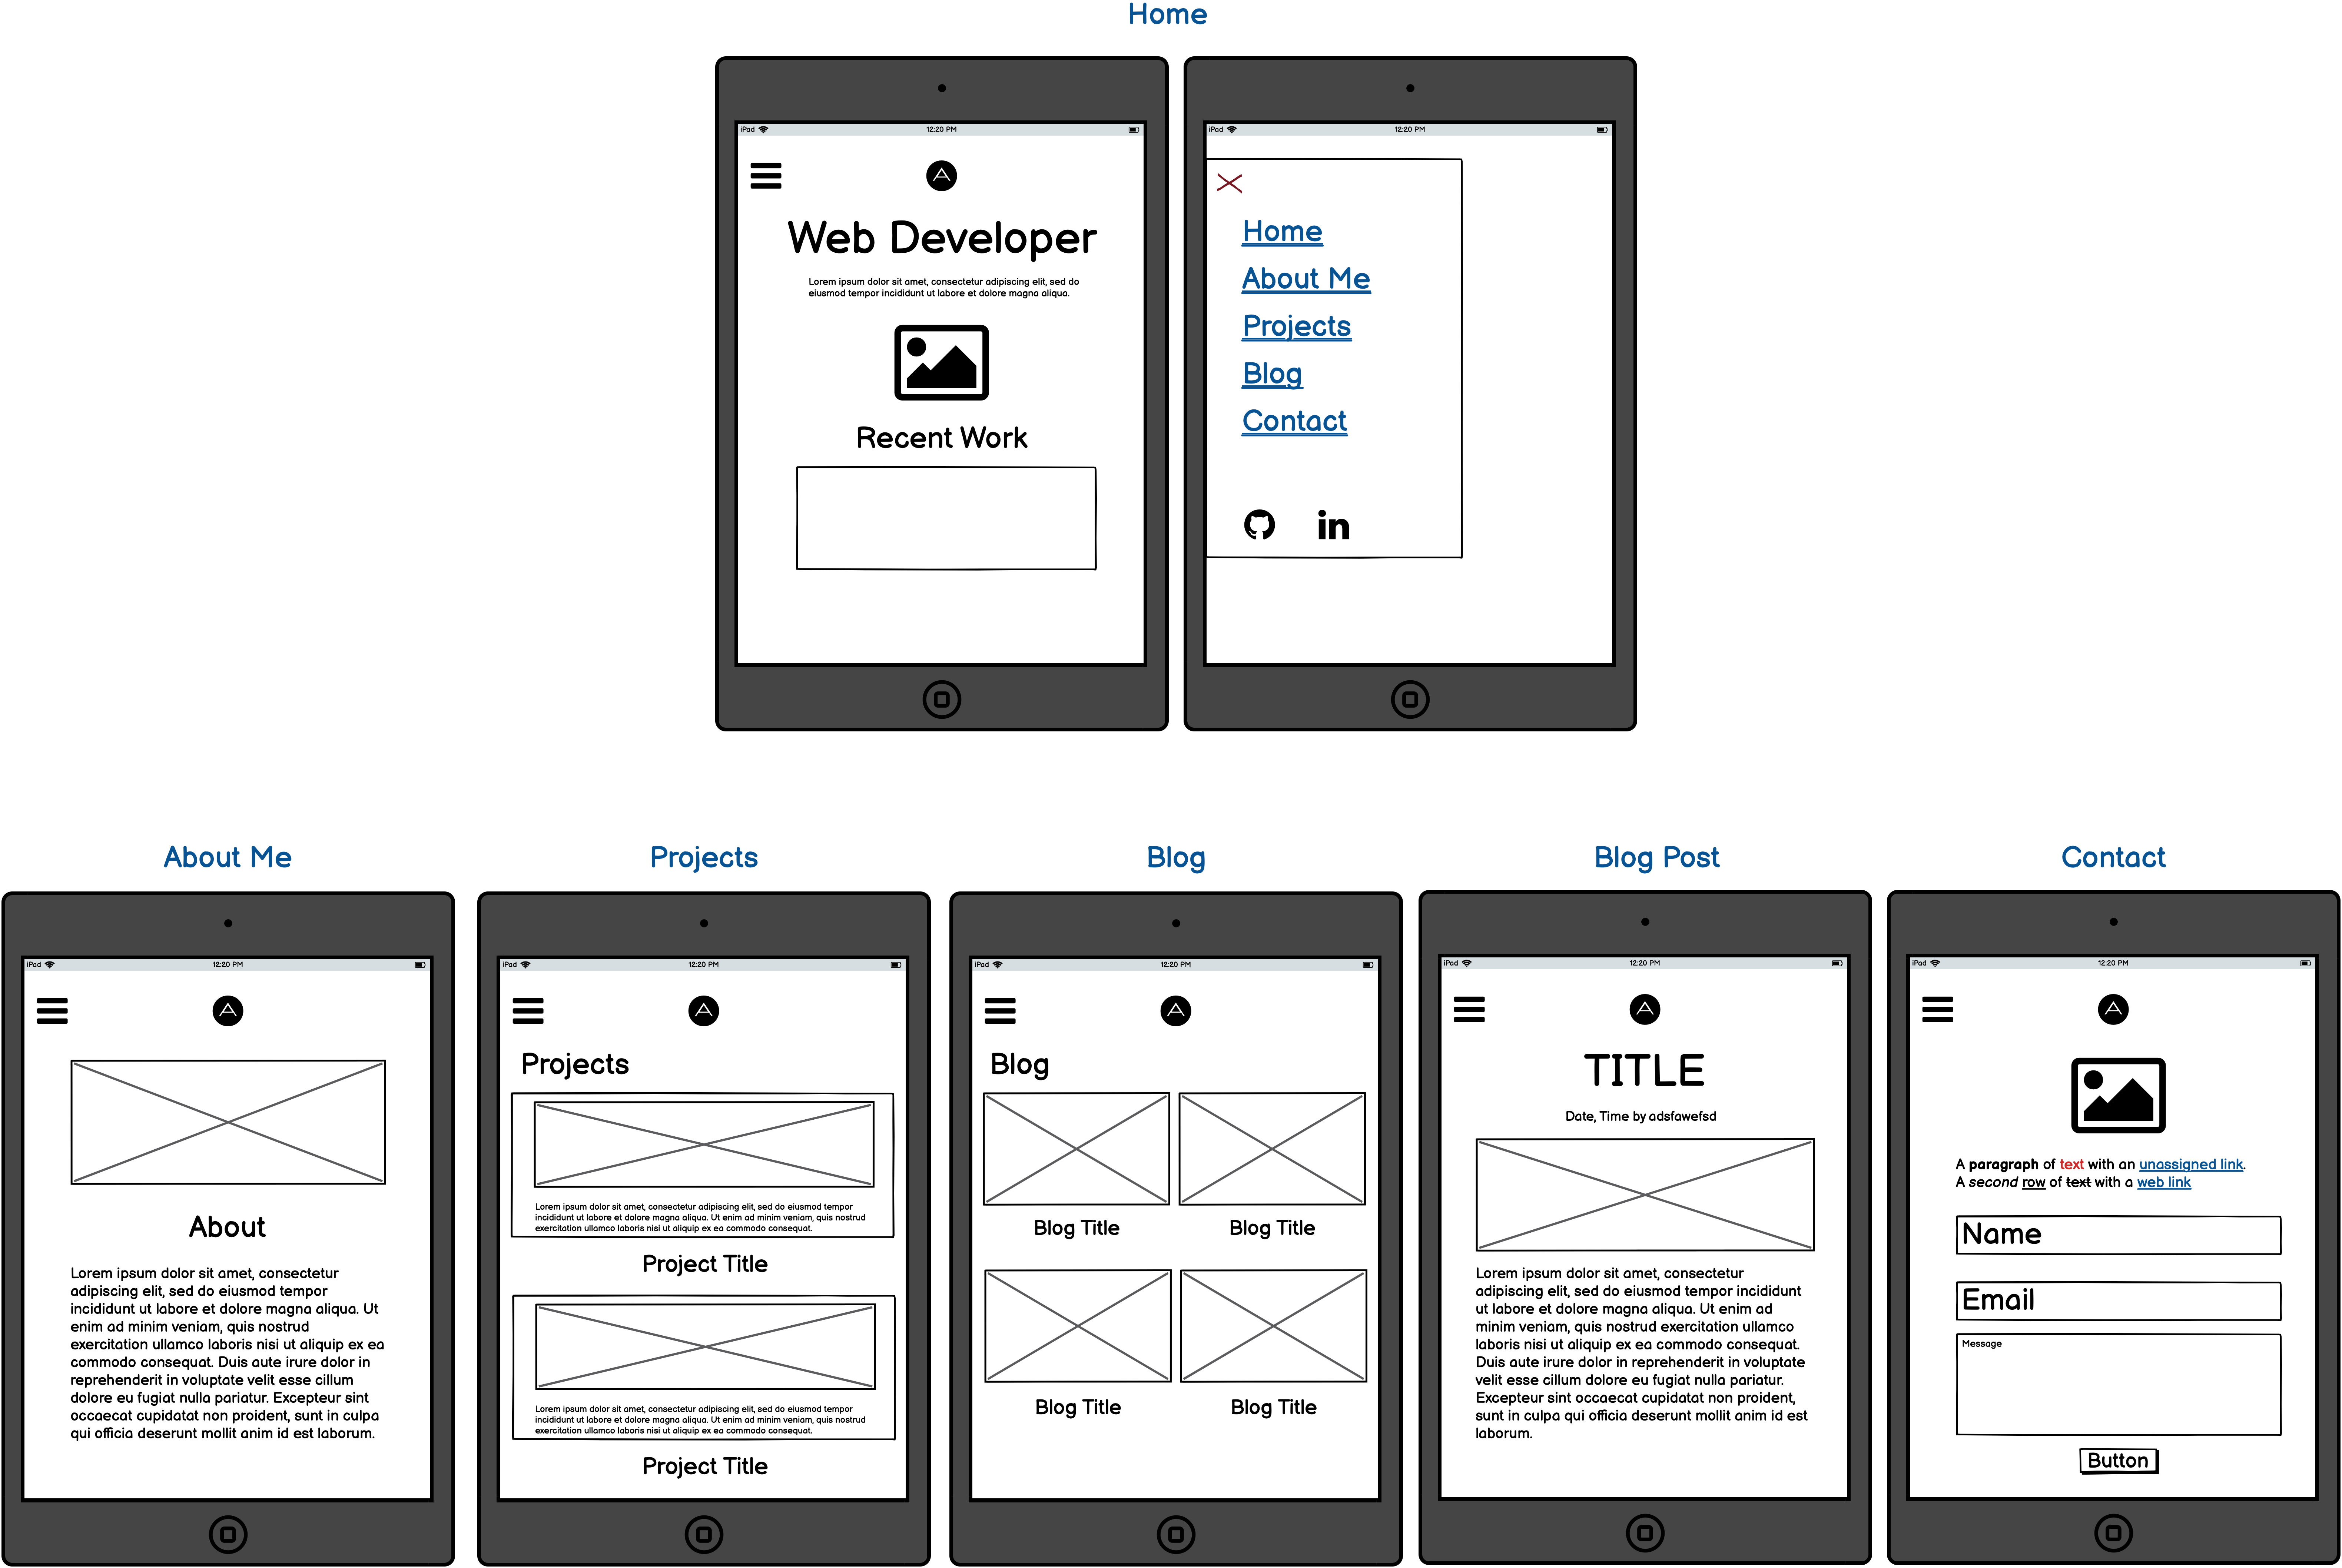 Home
iPad 12:20 PM
A
Web Developer
Lorem ipsum dolor sit amet, consectetur adipiscing elit, sed do
eiusmod tempor incididunt ut labore et dolore magna aliqua.
Recent Work
iPad 12:20 PM
Home
About Me
Projects
Blog
Contact
in
About Me
iPad 12:20 PM
A
About
Lorem ipsum dolor sit amet, consectetur
adipiscing elit, sed do eiusmod tempor
incididunt ut labore et dolore magna aliqua. Ut
enim ad minim veniam, quis nostrud
exercitation ullamco laboris nisi ut aliquip ex ea
commodo consequat. Duis aute irure dolor in
reprehenderit in voluptate velit esse cillum
dolore eu fugiat nulla pariatur. Excepteur sint
occaecat cupidatat non proident, sunt in culpa
qui officia deserunt mollit anim id est laborum.
Projects
iPad 12:20 PM
A
Projects
Lorem ipsum dolor sit amet, consectetur adipiscing elit, sed do eiusmod tempor
incididunt ut labore et dolore magna aliqua. Ut enim ad minim veniam, quis nostrud
exercitation ullamco laboris nisi ut aliquip ex ea commodo consequat.
Project Title
Lorem ipsum dolor sit amet, consectetur adipiscing elit, sed do eiusmod tempor
incididunt ut labore et dolore magna aliqua. Ut enim ad minim veniam, quis nostrud
exercitation ullamco laboris nisi ut aliquip ex ea commodo consequat.
Project Title
Blog
iPad 12:20 PM
A
Blog
Blog Title Blog Title
Blog Title Blog Title
Blog Post
iPad 12:20 PM
A
TITLE
Date, Time by adsfawefsd
Lorem ipsum dolor sit amet, consectetur
adipiscing elit, sed do eiusmod tempor incididunt
ut labore et dolore magna aliqua. Ut enim ad
minim veniam, quis nostrud exercitation ullamco
laboris nisi ut aliquip ex ea commodo consequat.
Duis aute irure dolor in reprehenderit in voluptate
velit esse cillum dolore eu fugiat nulla pariatur.
Excepteur sint occaecat cupidatat non proident,
sunt in culpa qui officia deserunt mollit anim id est
laborum.
Contact
iPad 12:20 PM
A
A paragraph of text with an unassigned link.
A second row of text with a web link
Name
Email
Message
Button